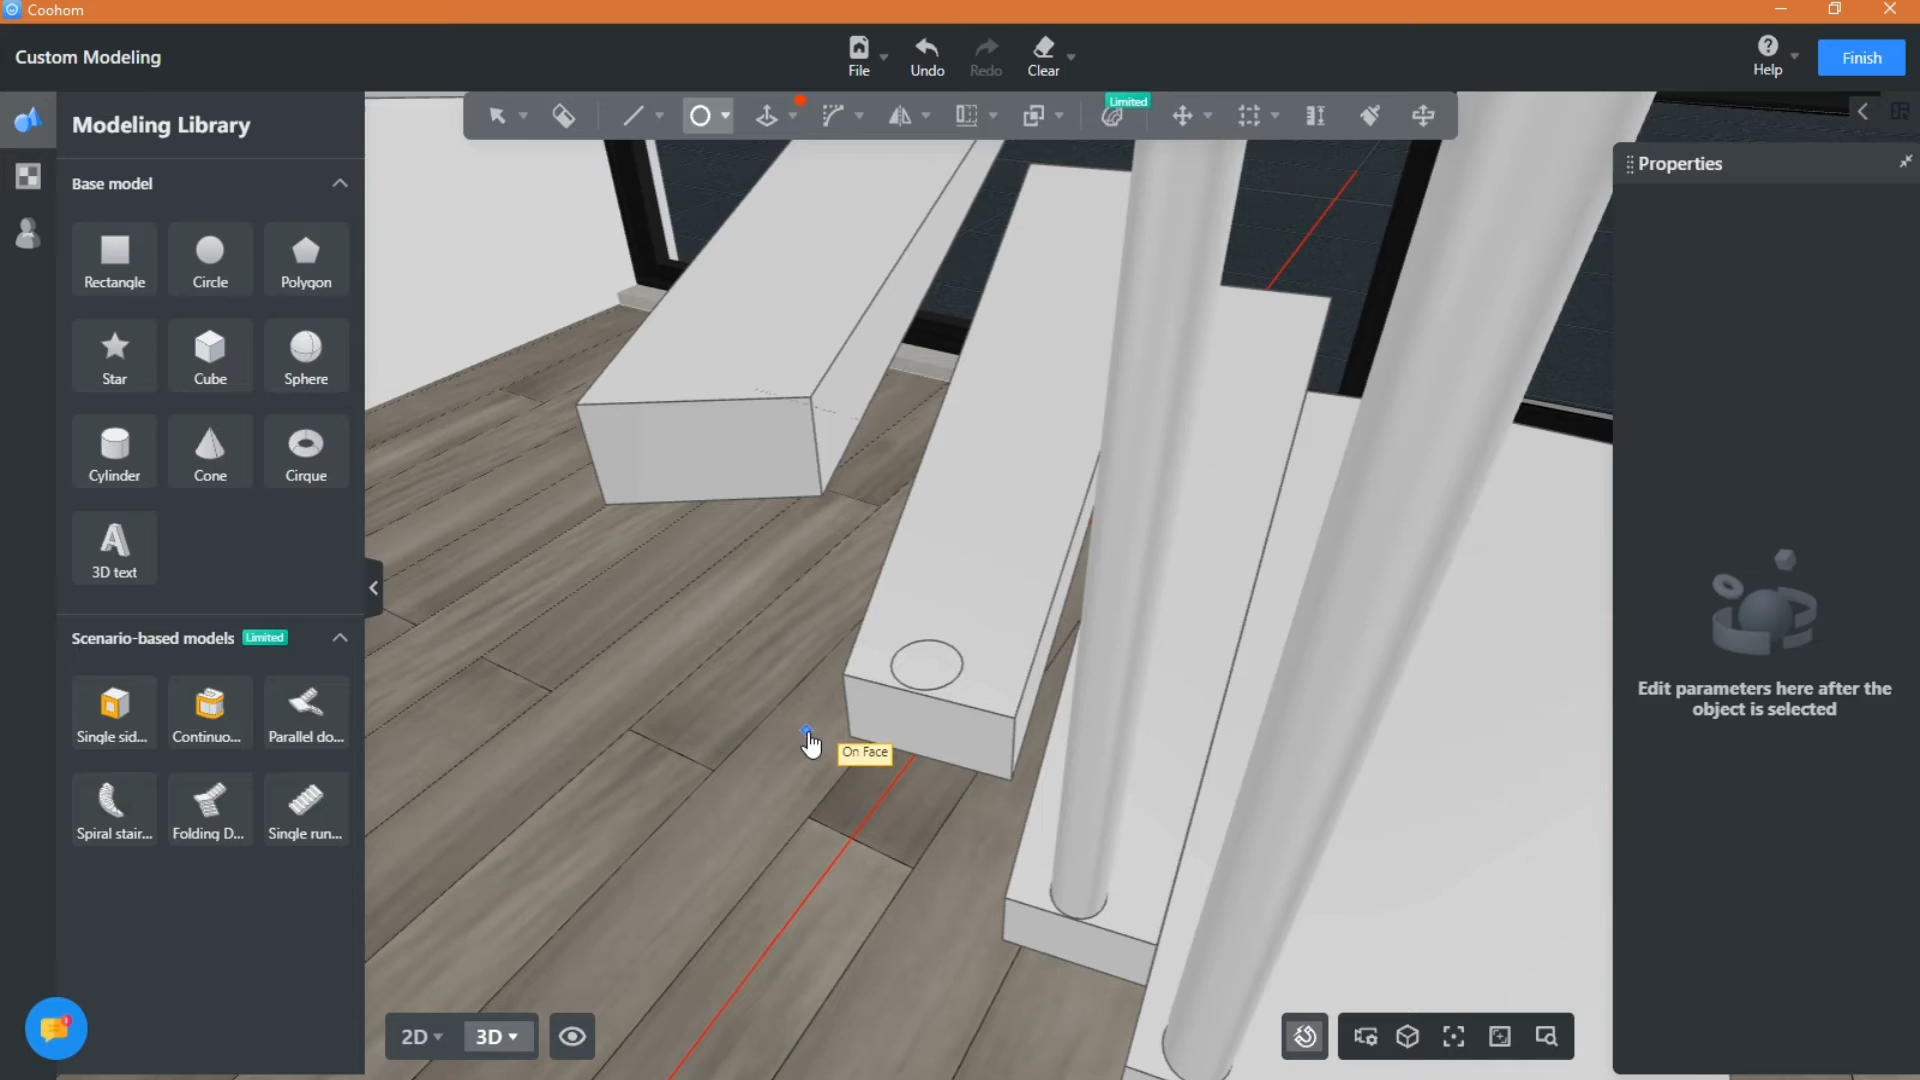 Coohom
Custom Modeling
File
Undo
Redo
Clear
Help
Finish
Modeling Library
Limited
Properties
Base model
Rectangle
Circle
Polygon
Star
Cube
Sphere
Cylinder
Cone
Cirque
3D text
Scenario-based models Limited
Single sid...
Continuo...
Parallel do...
Spiral stair...
Folding D...
Single run...
On Face
Edit parameters here after the
object is selected
2D
3D